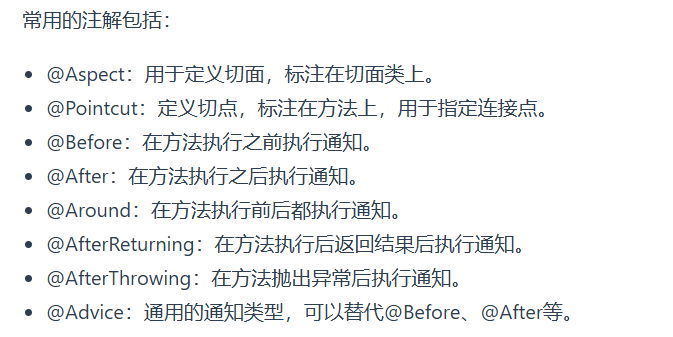 常用的注解包括：
@Aspect：用于定义切面，标注在切面类上。
@Pointcut：定义切点，标注在方法上，用于指定连接点。
@Before：在方法执行之前执行通知。
@After：在方法执行之后执行通知。
@Around：在方法执行前后都执行通知。
@AfterReturning：在方法执行后返回结果后执行通知。
@AfterThrowing：在方法抛出异常后执行通知。
@Advice：通用的通知类型，可以替代@Before、@After等。